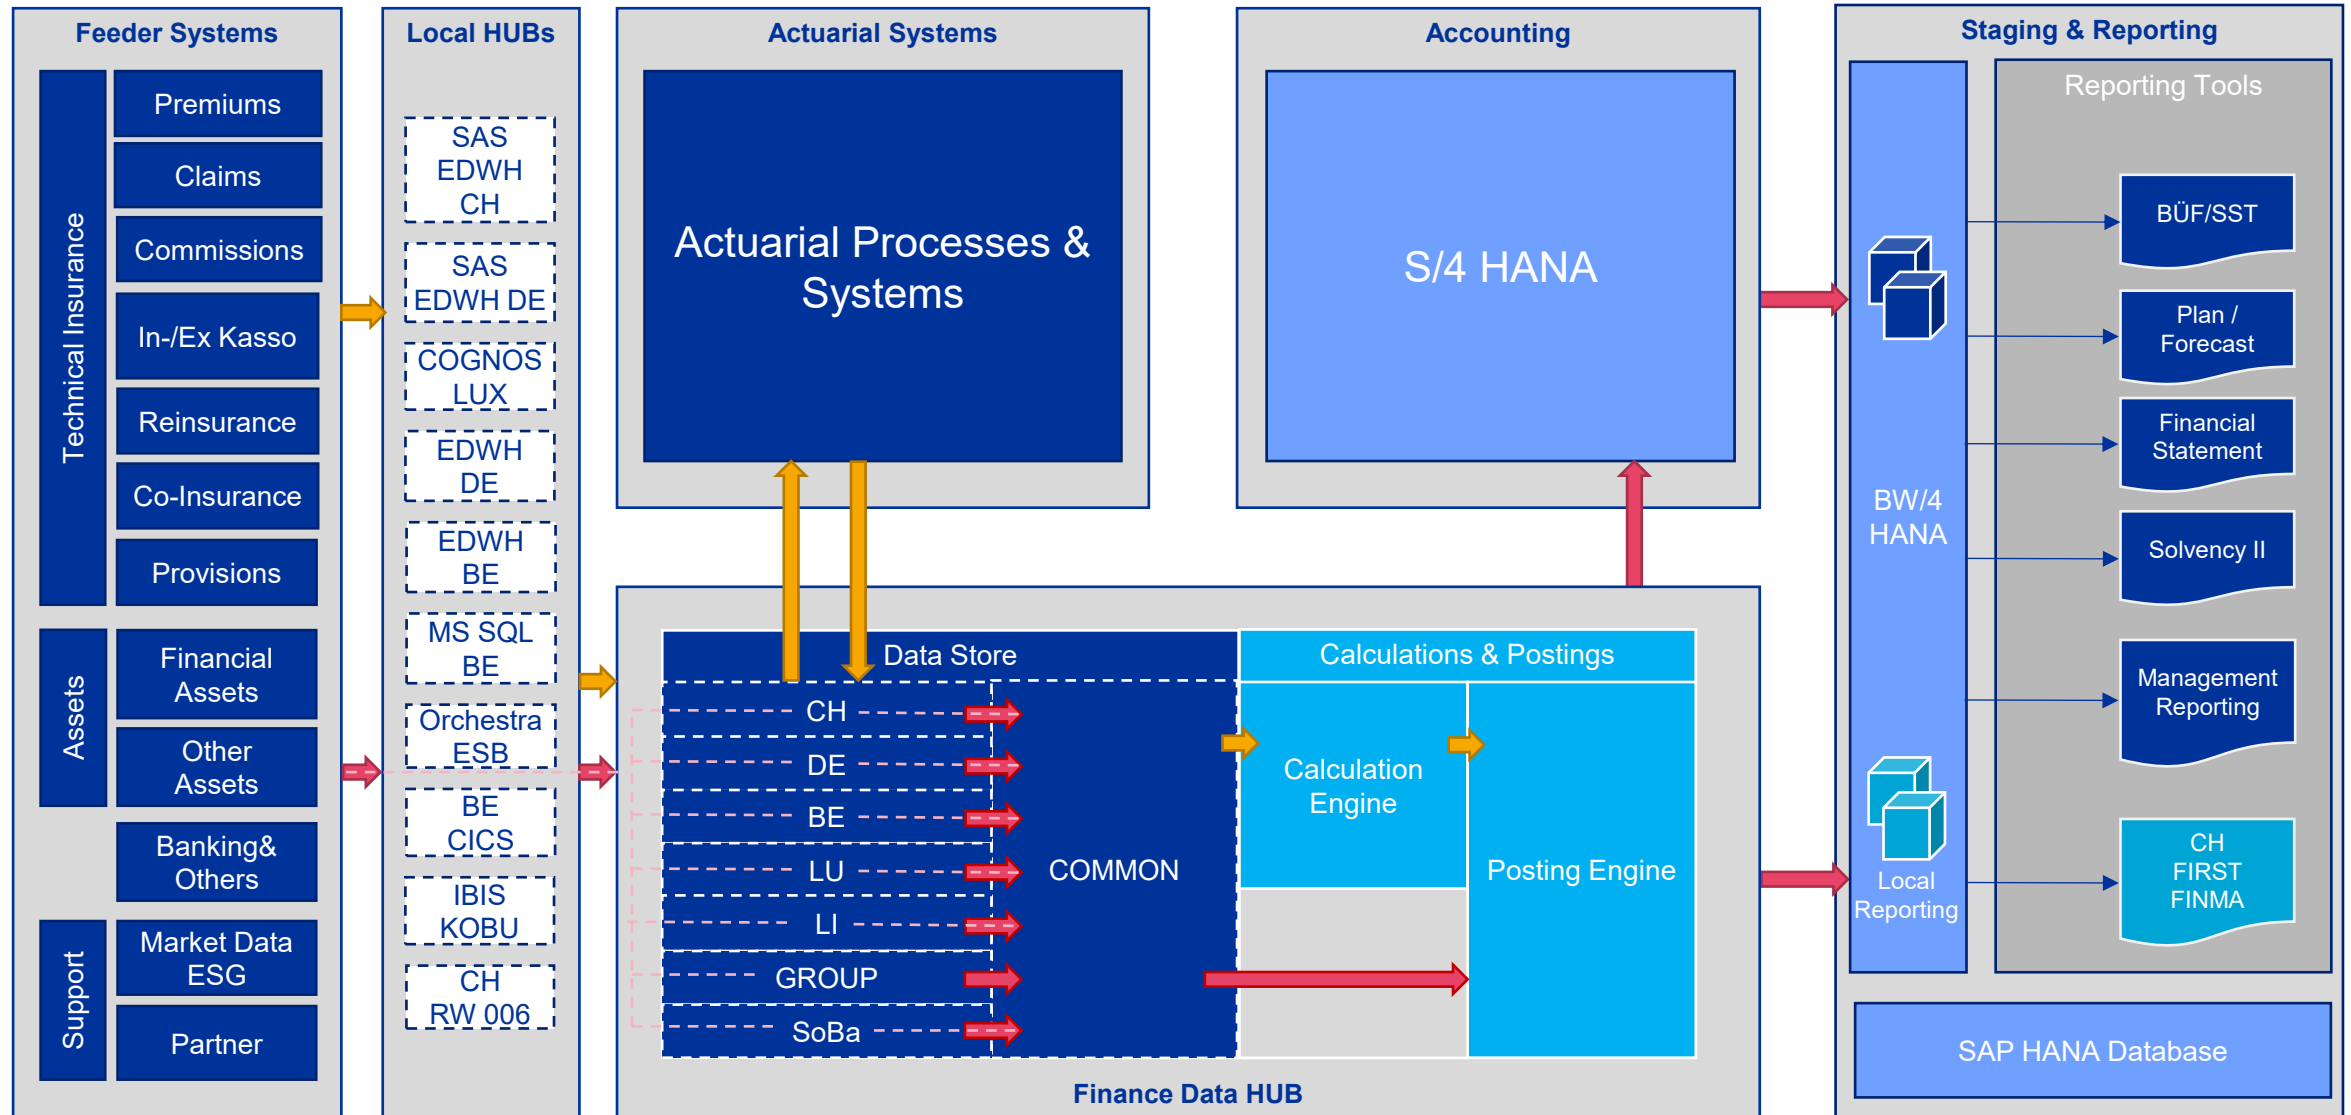 Feeder Systems
Technical Insurance
Premiums
Claims
Commissions
In-/Ex Kasso
Reinsurance
Co-Insurance
Provisions
Assets
Financial
Assets
Other
Assets
Banking&
Others
Support
Market Data
ESG
Partner
Local HUBs
SAS
EDWH
CH
SAS
EDWH DE
COGNOS
LUX
EDWH
DE
EDWH
BE
MS SQL
BE
Orchestra
ESB
BE
CICS
IBIS
KOBU
CH
RW 006
Actuarial Systems
Actuarial Processes &
Systems
Accounting
S/4 HANA
Data Store
CH
DE
BE
LU
LI
GROUP
SoBa
COMMON
Calculations & Postings
Calculation
Engine
Posting Engine
Finance Data HUB
Staging & Reporting
BW/4
HANA
Local
Reporting
Reporting Tools
BÜF/SST
Plan /
Forecast
Financial
Statement
Solvency II
Management
Reporting
CH
FIRST
FINMA
SAP HANA Database